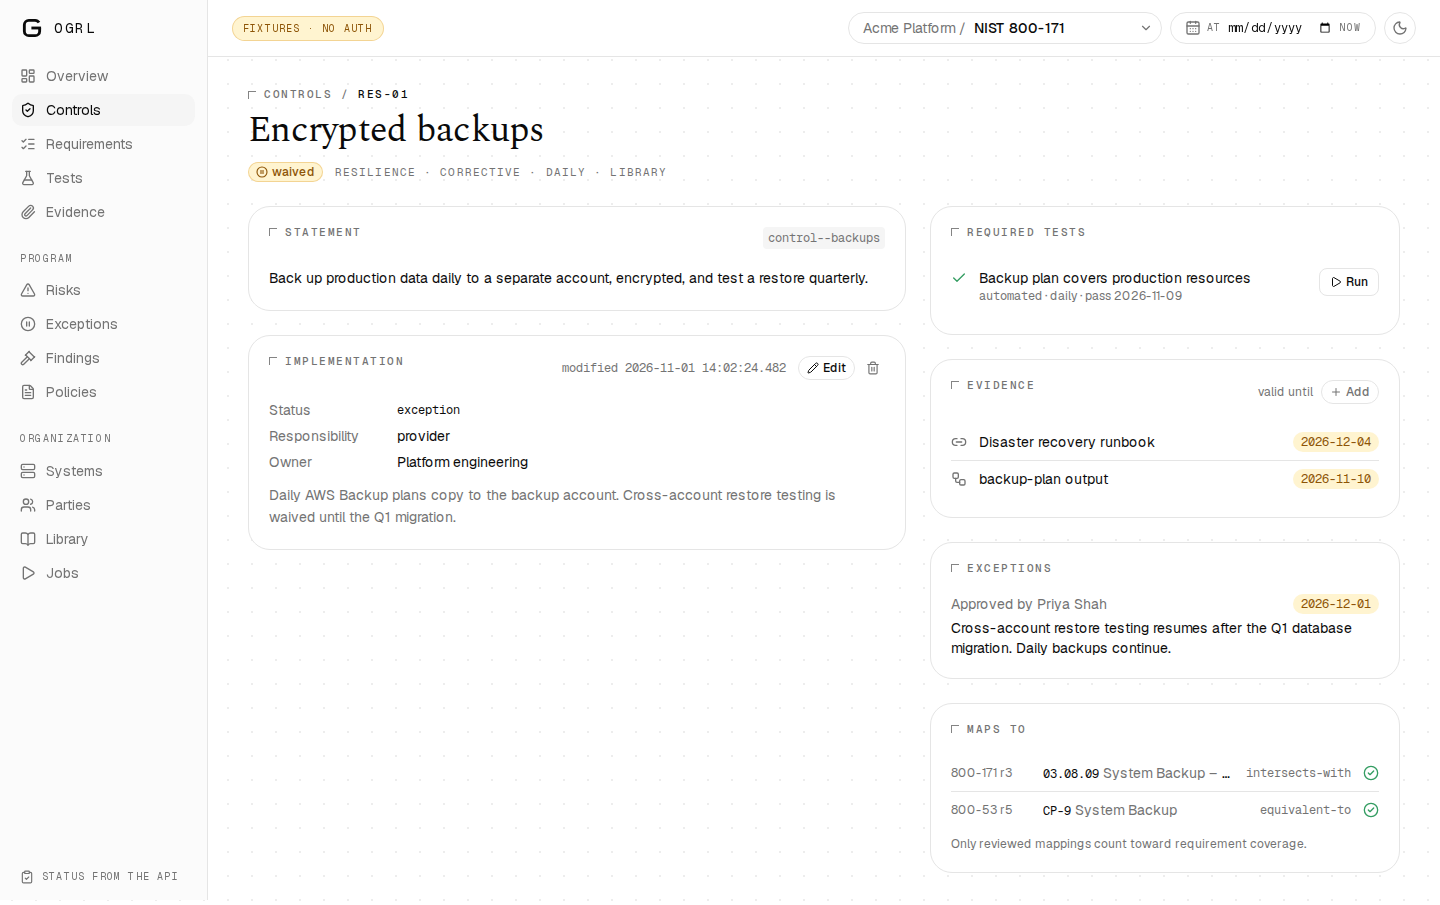 OGRL
Overview
Controls
Requirements
Tests
Evidence
PROGRAM
Risks
Exceptions
Findings
Policies
ORGANIZATION
Systems
Parties
Library
Jobs
STATUS FROM THE API
FIXTURES · NO AUTH
Acme Platform / NIST 800-171
AT mm/dd/yyyy NOW
CONTROLS / RES-01
Encrypted backups
waived RESILIENCE · CORRECTIVE · DAILY · LIBRARY
STATEMENT
control--backups
Back up production data daily to a separate account, encrypted, and test a restore quarterly.
IMPLEMENTATION
modified 2026-11-01 14:02:24.482 Edit
Status exception
Responsibility provider
Owner Platform engineering
Daily AWS Backup plans copy to the backup account. Cross-account restore testing is
waived until the Q1 migration.
REQUIRED TESTS
Backup plan covers production resources
automated · daily · pass 2026-11-09
Run
EVIDENCE
valid until + Add
Disaster recovery runbook 2026-12-04
backup-plan output 2026-11-10
EXCEPTIONS
Approved by Priya Shah 2026-12-01
Cross-account restore testing resumes after the Q1 database
migration. Daily backups continue.
MAPS TO
800-171 r3 03.08.09 System Backup – … intersects-with
800-53 r5 CP-9 System Backup equivalent-to
Only reviewed mappings count toward requirement coverage.